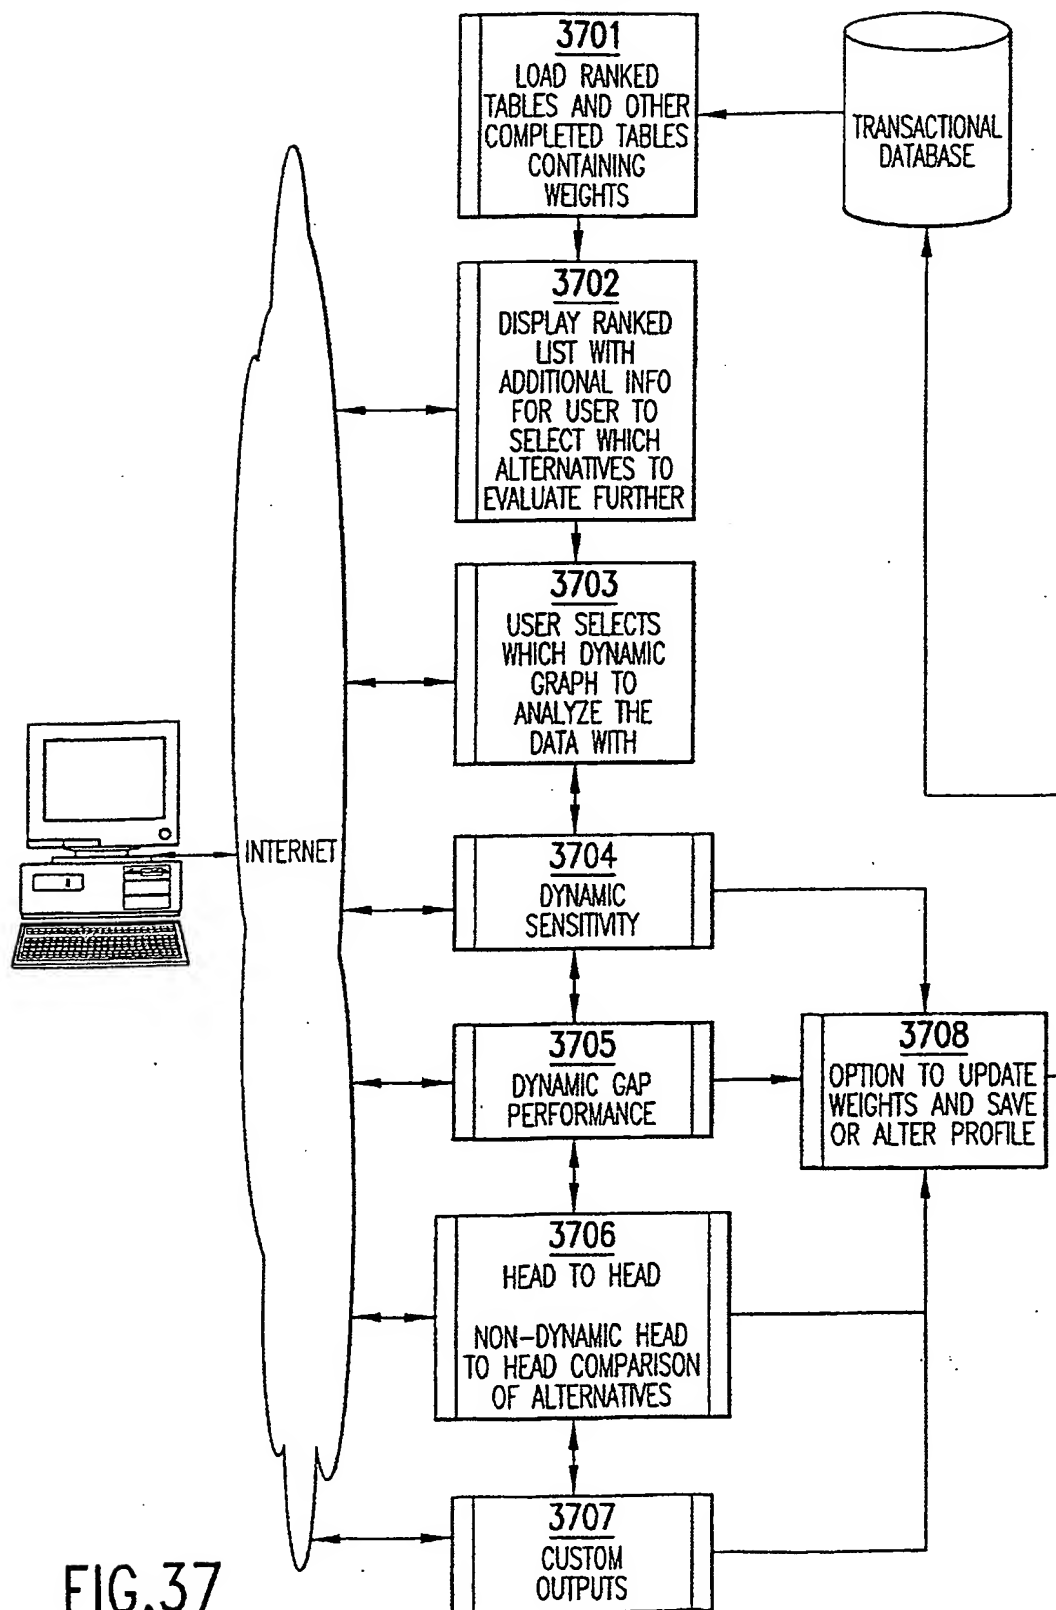 3701
LOAD RANKED
TABLES AND OTHER
COMPLETED TABLES
CONTAINING
WEIGHTS
TRANSACTIONAL
DATABASE
3702
DISPLAY RANKED
LIST WITH
ADDITIONAL INFO
FOR USER TO
SELECT WHICH
ALTERNATIVES TO
EVALUATE FURTHER
3703
USER SELECTS
WHICH DYNAMIC
GRAPH TO
ANALYZE THE
DATA WITH
INTERNET
3704
DYNAMIC
SENSITIVITY
3705
DYNAMIC GAP
PERFORMANCE
3708
OPTION TO UPDATE
WEIGHTS AND SAVE
OR ALTER PROFILE
3706
HEAD TO HEAD
NON-DYNAMIC HEAD
TO HEAD COMPARISON
OF ALTERNATIVES
3707
CUSTOM
OUTPUTS
FIG.37